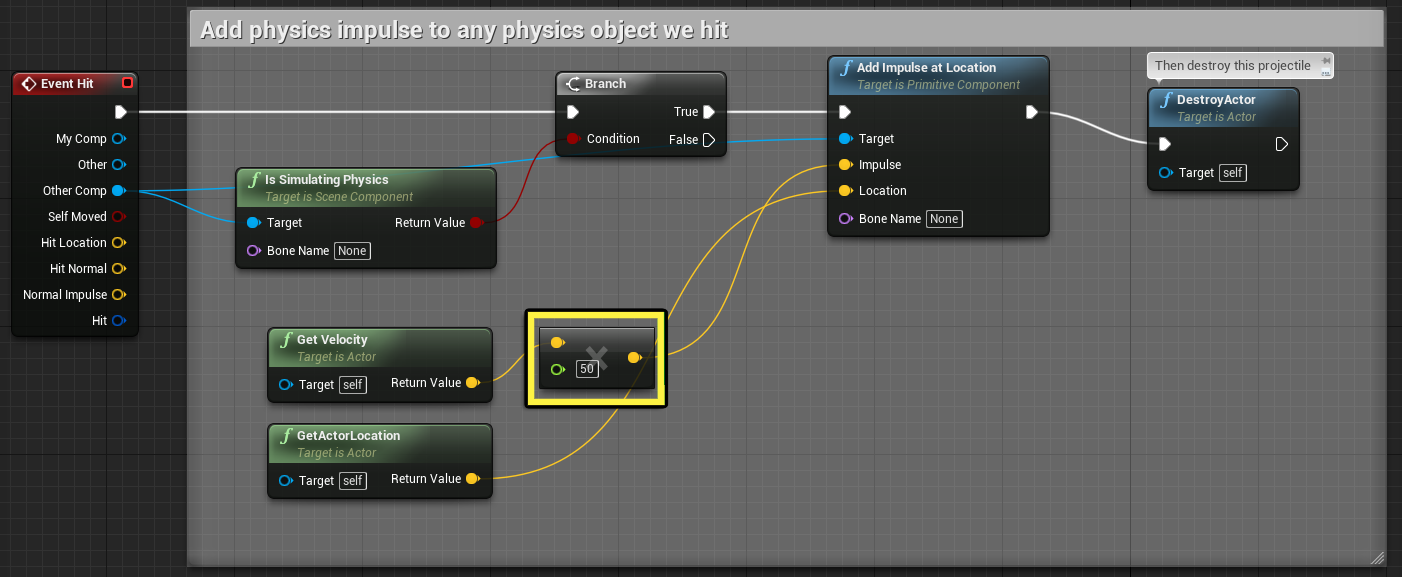 Add physics impulse to any physics object we hit
Event Hit
My Comp
Other
Other Comp
Self Moved
Hit Location
Hit Normal
Normal Impulse
Hit
Is Simulating Physics
Target is Scene Component
Target
Return Value
Bone Name None
Branch
True
Condition
False
Add Impulse at Location
Target is Primitive Component
Target
Impulse
Location
Bone Name None
Then destroy this projectile
DestroyActor
Target is Actor
Target self
Get Velocity
Target is Actor
Target self
Return Value
50
GetActorLocation
Target is Actor
Target self
Return Value